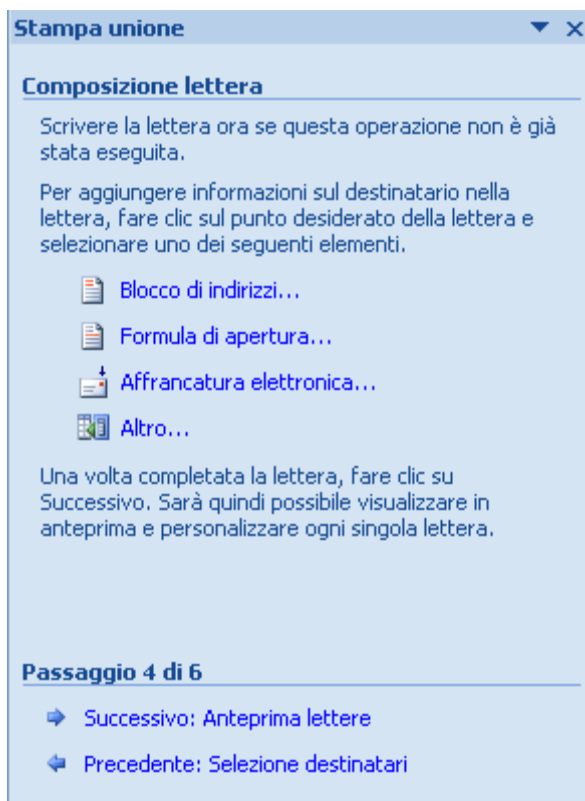 Stampa unione
Composizione lettera
Scrivere la lettera ora se questa operazione non è già
stata eseguita.
Per aggiungere informazioni sul destinatario nella
lettera, fare clic sul punto desiderato della lettera e
selezionare uno dei seguenti elementi.
Blocco di indirizzi...
Formula di apertura...
Affrancatura elettronica...
Altro...
Una volta completata la lettera, fare clic su
Successivo. Sarà quindi possibile visualizzare in
anteprima e personalizzare ogni singola lettera.
Passaggio 4 di 6
Successivo: Anteprima lettere
Precedente: Selezione destinatari